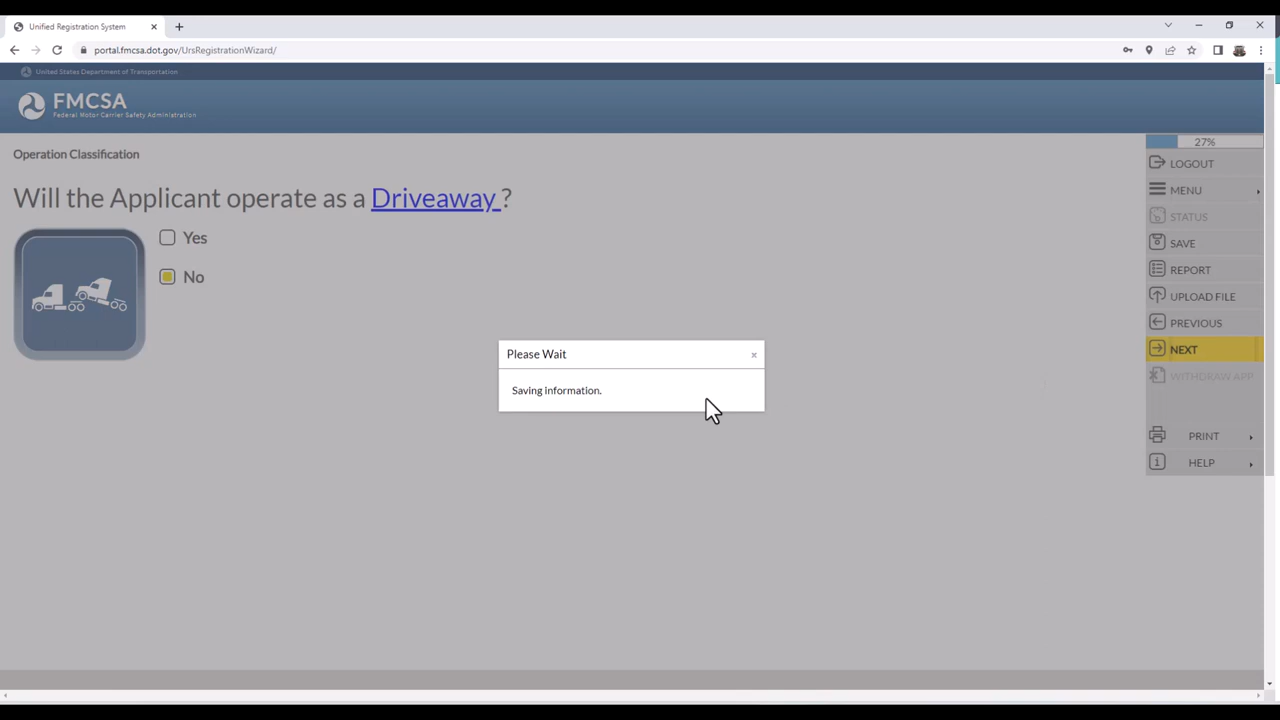 Unified Registration System
portal.fmcsa.dot.gov/UrsRegistrationWizard/
United States Department of Transportation
FMCSA
Federal Motor Carrier Safety Administration
27%
Operation Classification
LOGOUT
Will the Applicant operate as a Driveaway ?
MENU
STATUS
Yes
SAVE
No
REPORT
UPLOAD FILE
PREVIOUS
Please Wait
NEXT
Saving information.
WITHDRAW APP
PRINT
HELP